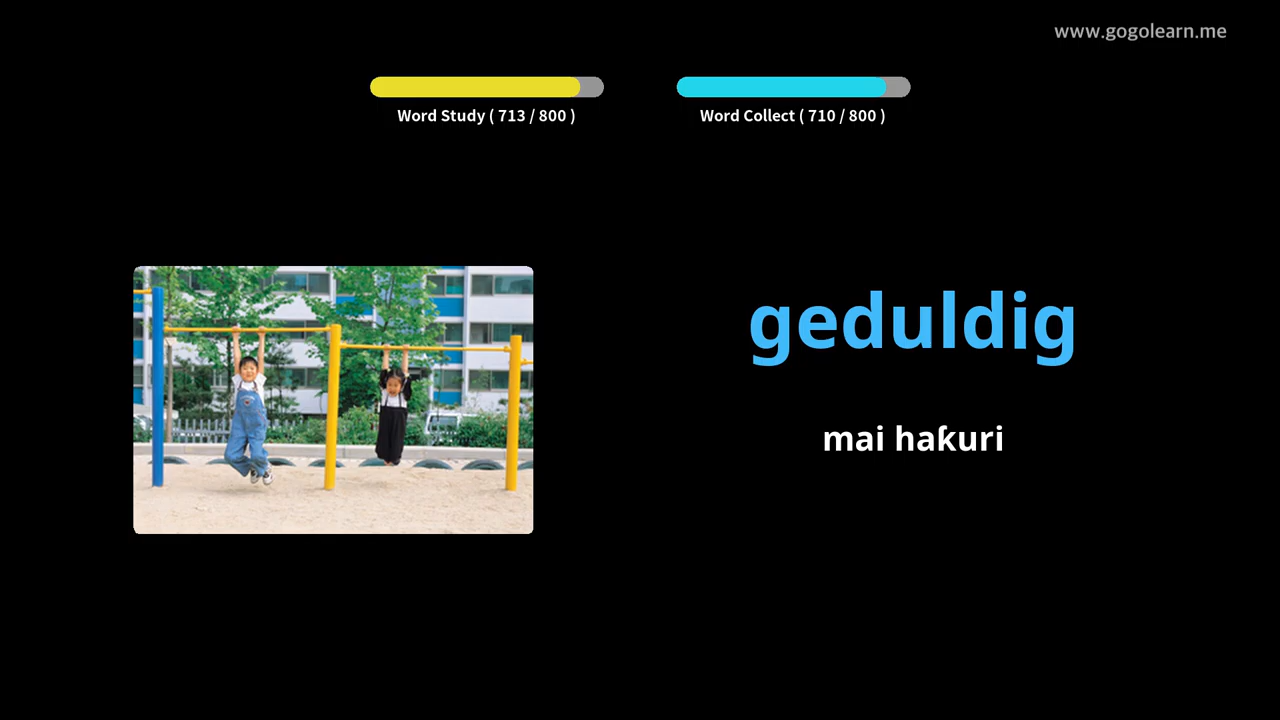 www.gogolearn.me
Word Study ( 713 / 800 )
Word Collect ( 710 / 800 )
geduldig
mai haƙuri